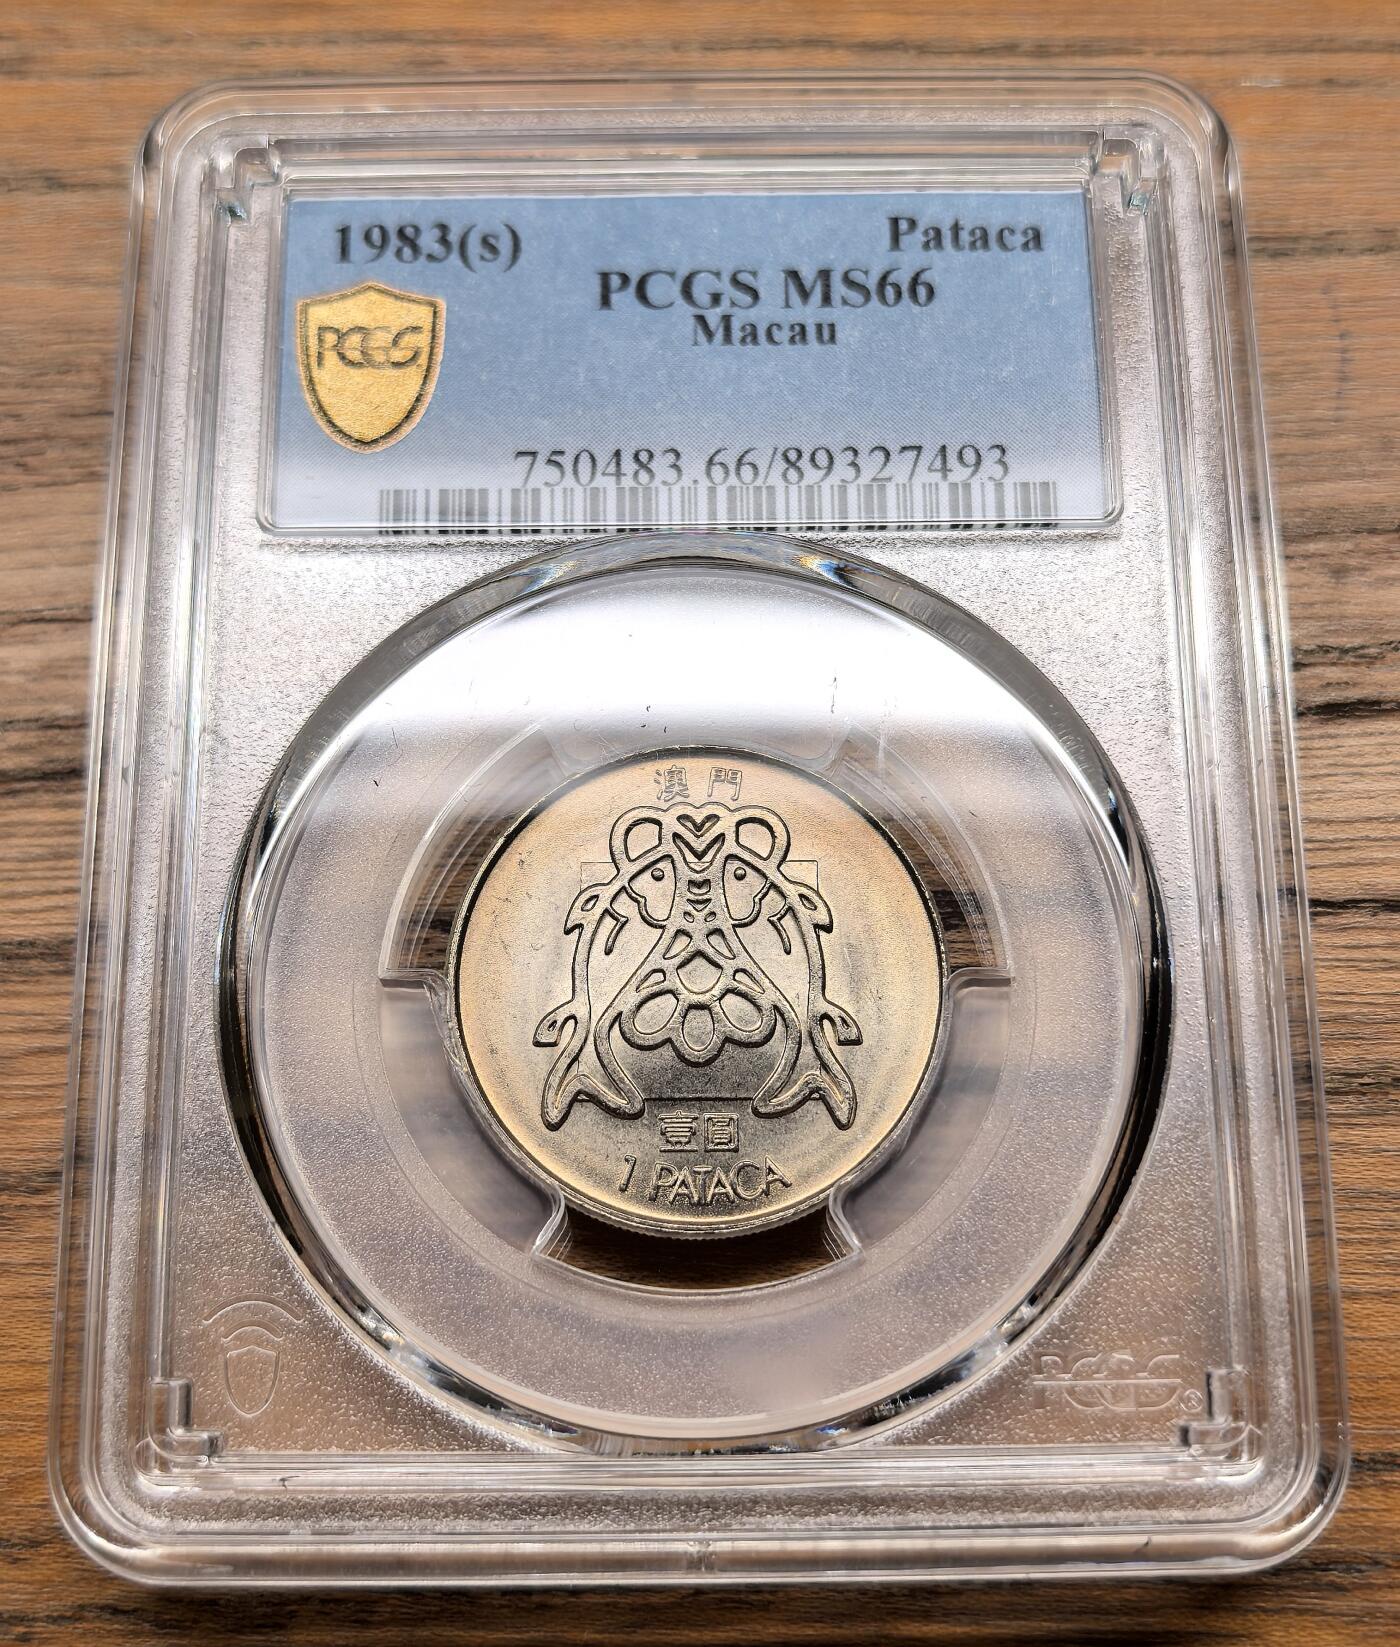 1983(s)
Pataca
PCGS MS66
Macau
PCGS
750483.66/89327493
澳門
壹圓
1 PATACA
PCGS
®